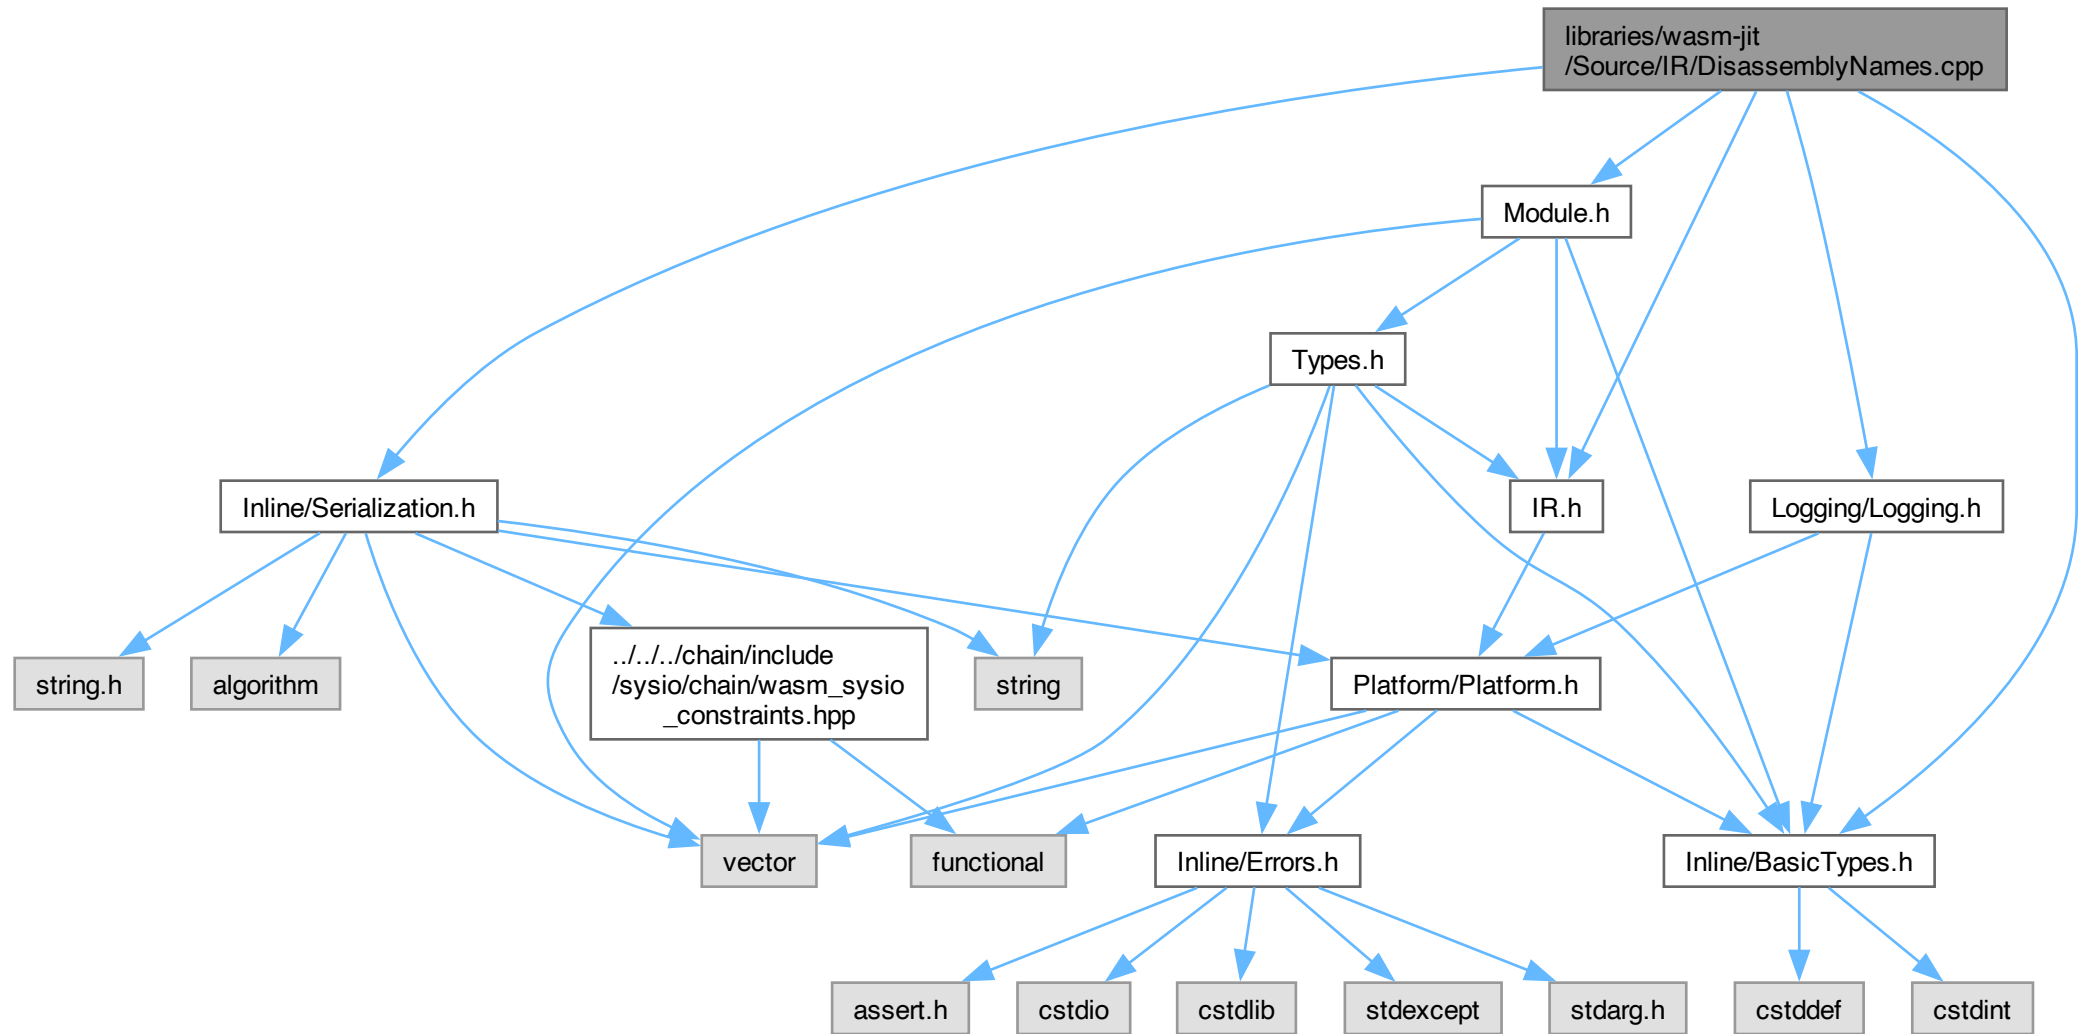 libraries/wasm-jit
/Source/IR/DisassemblyNames.cpp
Module.h
Types.h
Inline/Serialization.h
IR.h
Logging/Logging.h
string.h
algorithm
../../../chain/include
/sysio/chain/wasm_sysio
_constraints.hpp
string
Platform/Platform.h
vector
functional
Inline/Errors.h
Inline/BasicTypes.h
assert.h
cstdio
cstdlib
stdexcept
stdarg.h
cstddef
cstdint